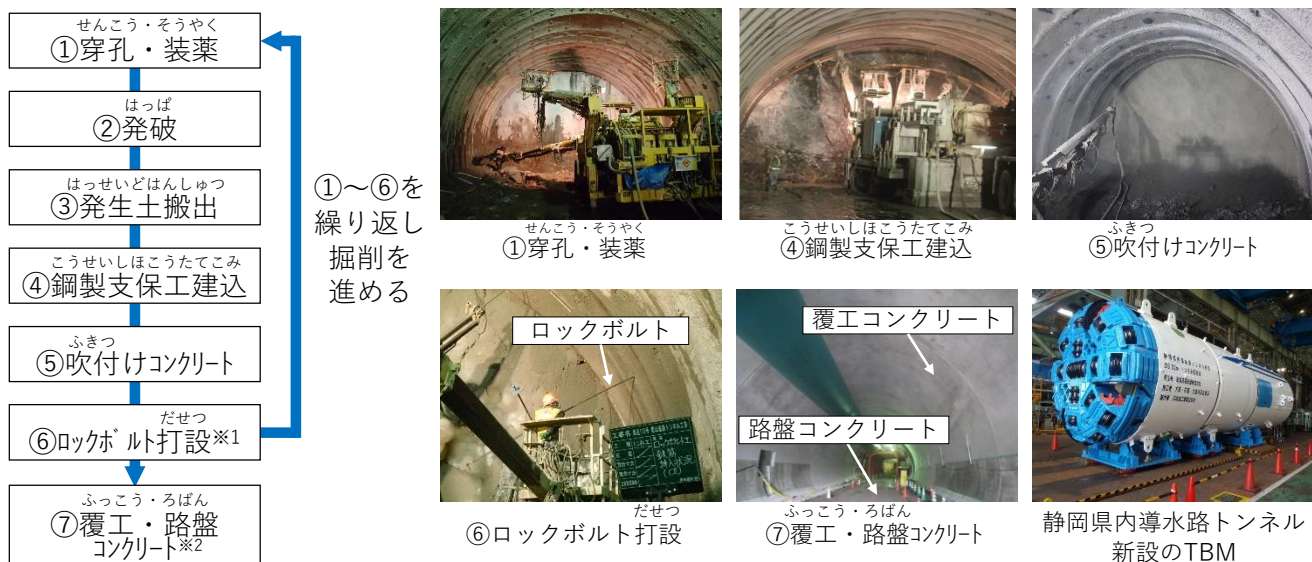 せんこう・そうやく
①穿孔・装薬
はっぱ
②発破
はっせいどはんしゅつ
③発生土搬出
こうせいしほこうたてこみ
④鋼製支保工建込
ふきつ
⑤吹付けコンクリート
だせつ
⑥ロックボルト打設※1
ふっこう・ろばん
⑦覆工・路盤
コンクリート※2
①～⑥を
繰り返し
掘削を
進める
せんこう・そうやく
①穿孔・装薬
こうせいしほこうたてこみ
④鋼製支保工建込
ふきつ
⑤吹付けコンクリート
ロックボルト
だせつ
⑥ロックボルト打設
覆工コンクリート
路盤コンクリート
ふっこう・ろばん
⑦覆工・路盤コンクリート
静岡県内導水路トンネル
新設のTBM